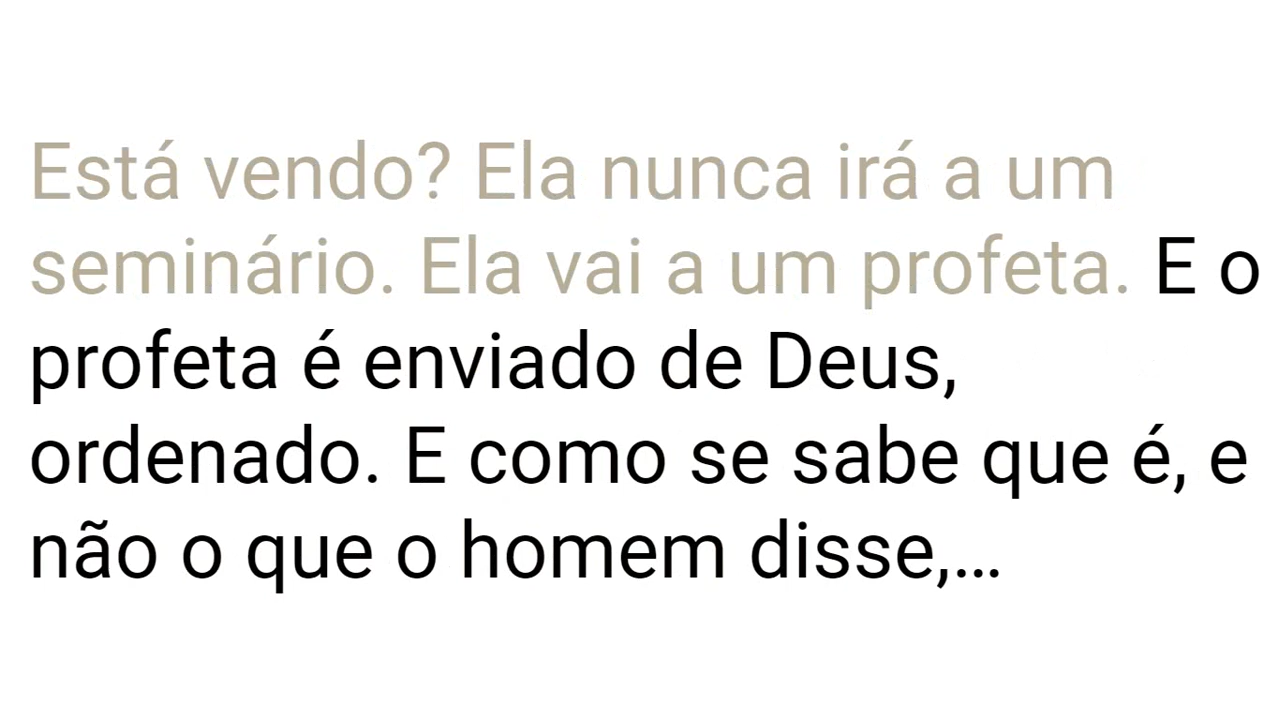 Está vendo? Ela nunca irá a um
seminário. Ela vai a um profeta. E o
profeta é enviado de Deus,
ordenado. E como se sabe que é, e
não o que o homem disse,...